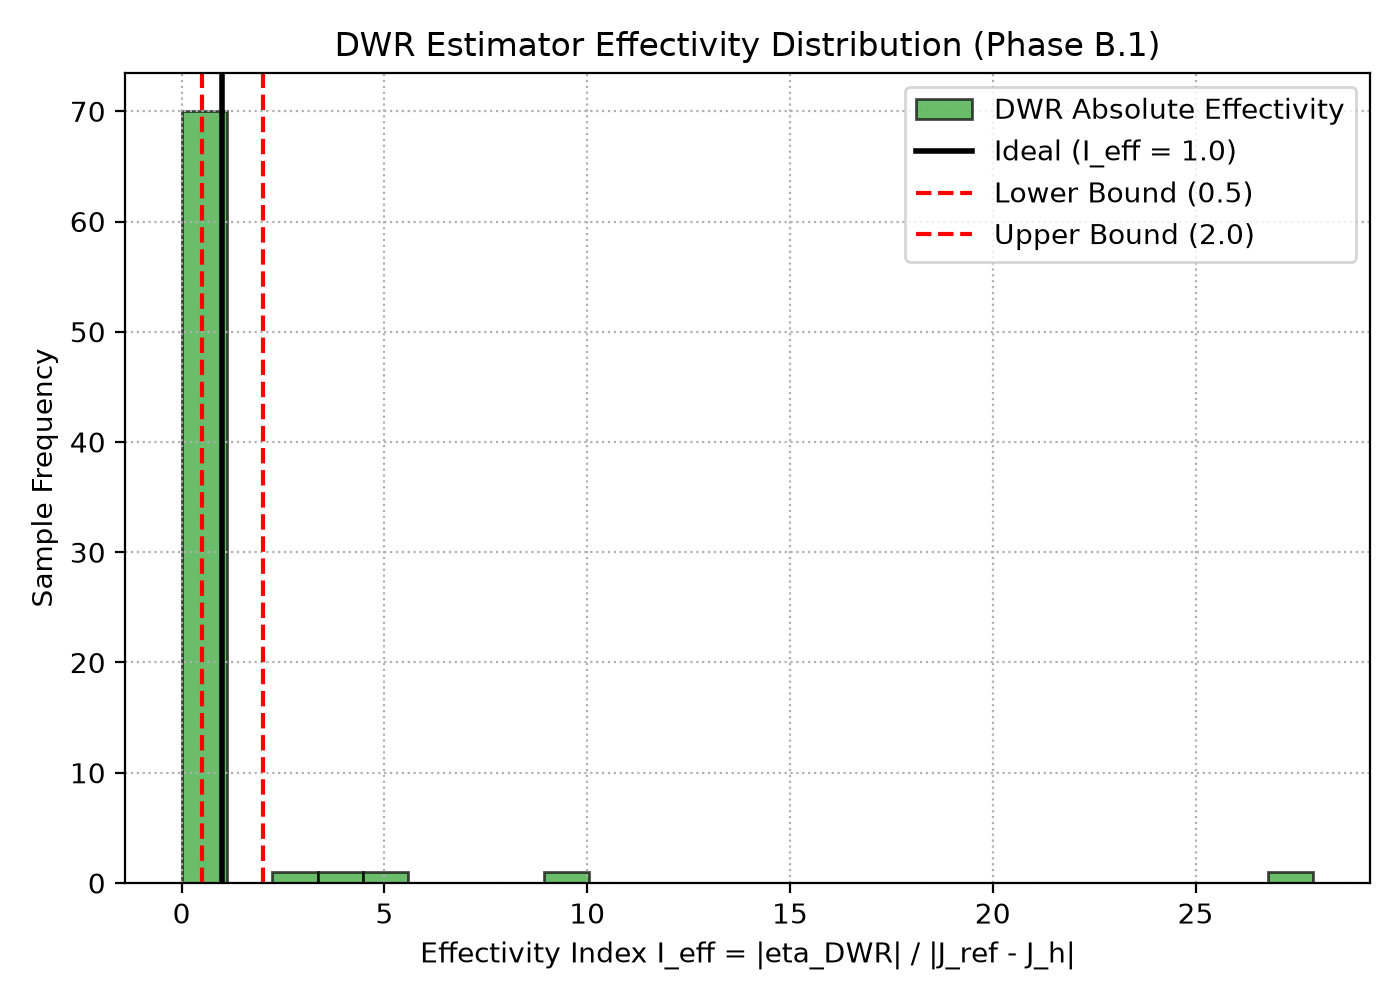 DWR Estimator Effectivity Distribution (Phase B.1)
DWR Absolute Effectivity
Ideal (I_eff = 1.0)
Lower Bound (0.5)
Upper Bound (2.0)
Sample Frequency
70
60
50
40
30
20
10
0
0 5 10 15 20 25
Effectivity Index I_eff = |eta_DWR| / |J_ref - J_h|